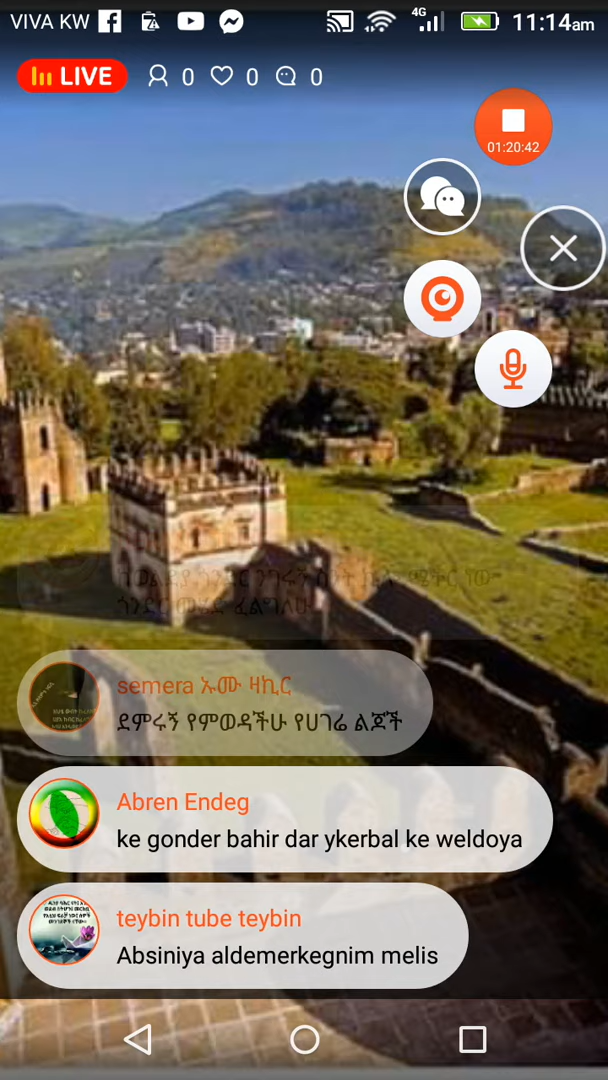 VIVA KW
4G
11:14am
LIVE 0 0 0
01:20:42
ጎንደር
semera ኡሙ ዛኪር
ደምሩኝ የምወዳችሁ የሀገሬ ልጆች
Abren Endeg
ke gonder bahir dar ykerbal ke weldoya
teybin tube teybin
Absiniya aldemerkegnim melis